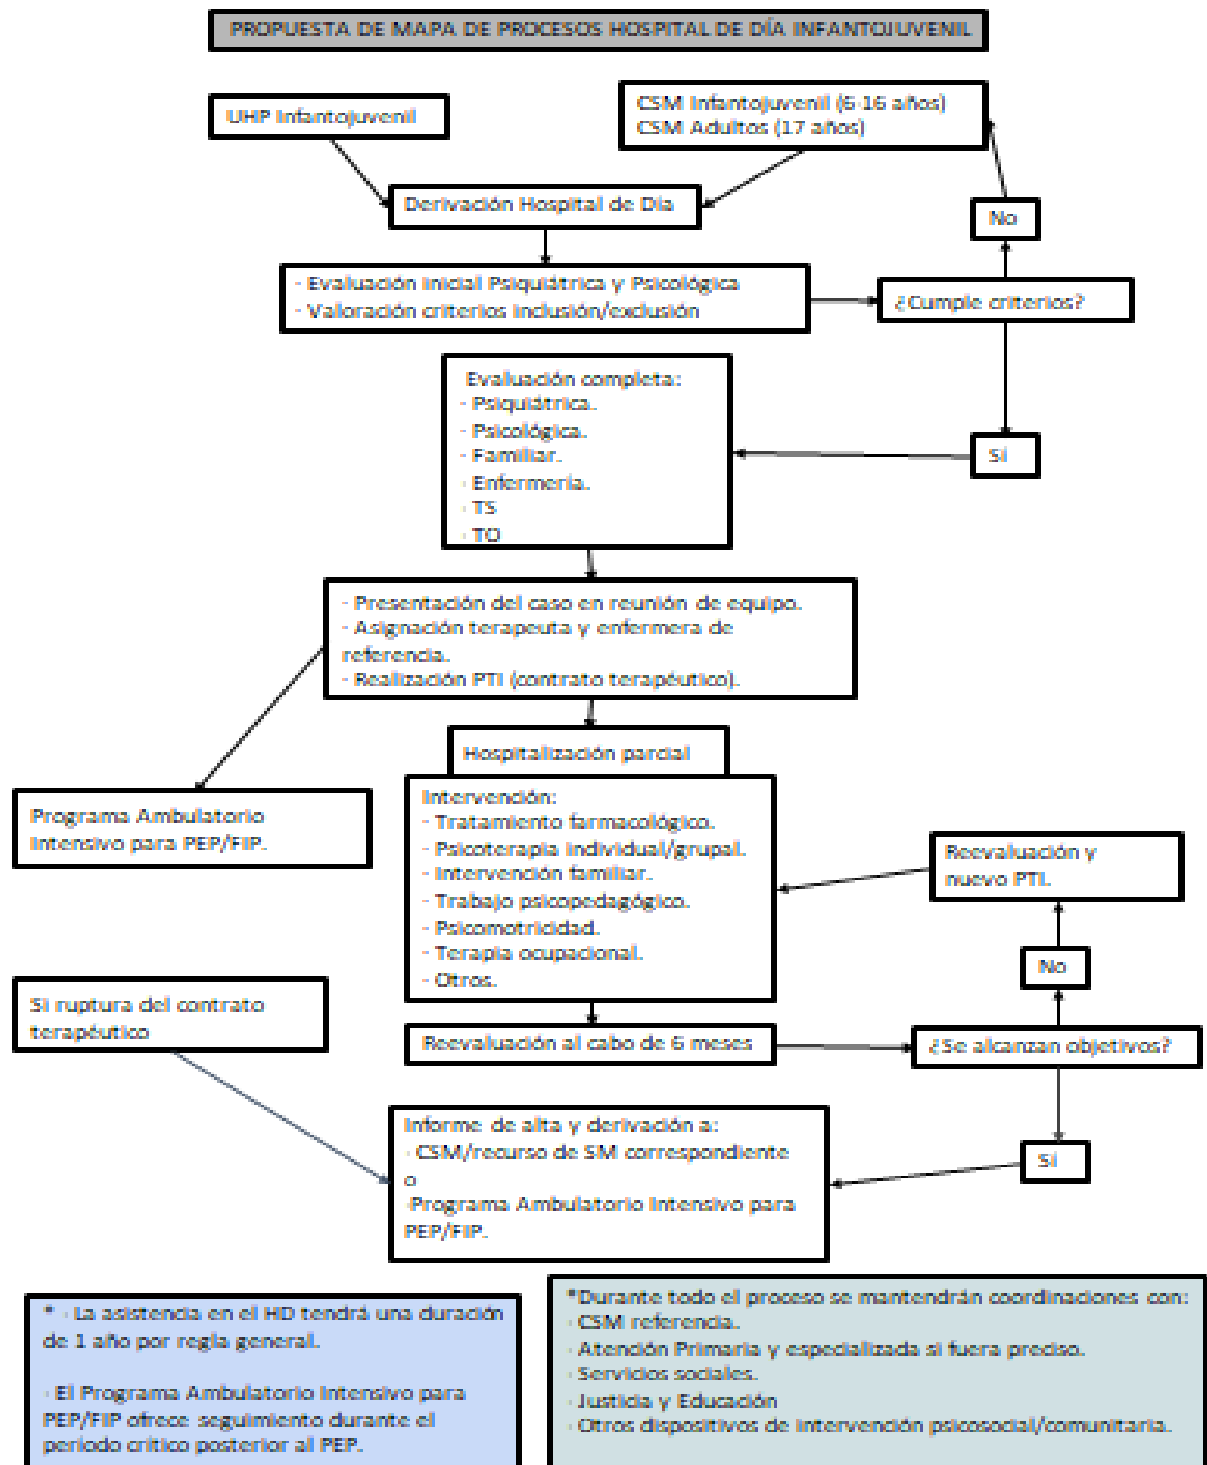 PROPUESTA DE MAPA DE PROCESOS HOSPITAL DE DÍA INFANTOJUVENIL
UHP Infantojuvenil
CSM Infantojuvenil (6-16 años)
CSM Adultos (17 años)
Derivación Hospital de Día
No
- Evaluación inicial Psiquiátrica y Psicológica
- Valoración criterios inclusión/exclusión
¿Cumple criterios?
Evaluación completa:
- Psiquiátrica.
- Psicológica.
- Familiar.
- Enfermería.
- TS
- TO
Sí
- Presentación del caso en reunión de equipo.
- Asignación terapeuta y enfermera de
referencia.
- Realización PTI (contrato terapéutico).
Hospitalización parcial
Programa Ambulatorio
Intensivo para PEP/FIP.
Intervención:
- Tratamiento farmacológico.
- Psicoterapia individual/grupal.
- Intervención familiar.
- Trabajo psicopedagógico.
- Psicomotricidad.
- Terapia ocupacional.
- Otros.
Reevaluación y
nuevo PTI.
No
Si ruptura del contrato
terapéutico
Reevaluación al cabo de 6 meses
¿Se alcanzan objetivos?
Informe de alta y derivación a:
- CSM/recurso de SM correspondiente
o
-Programa Ambulatorio Intensivo para
PEP/FIP.
Sí
* - La asistencia en el HD tendrá una duración
de 1 año por regla general.
- El Programa Ambulatorio Intensivo para
PEP/FIP ofrece seguimiento durante el
período crítico posterior al PEP.
*Durante todo el proceso se mantendrán coordinaciones con:
- CSM referencia.
- Atención Primaria y especializada si fuera preciso.
- Servicios sociales.
- Justicia y Educación
- Otros dispositivos de intervención psicosocial/comunitaria.